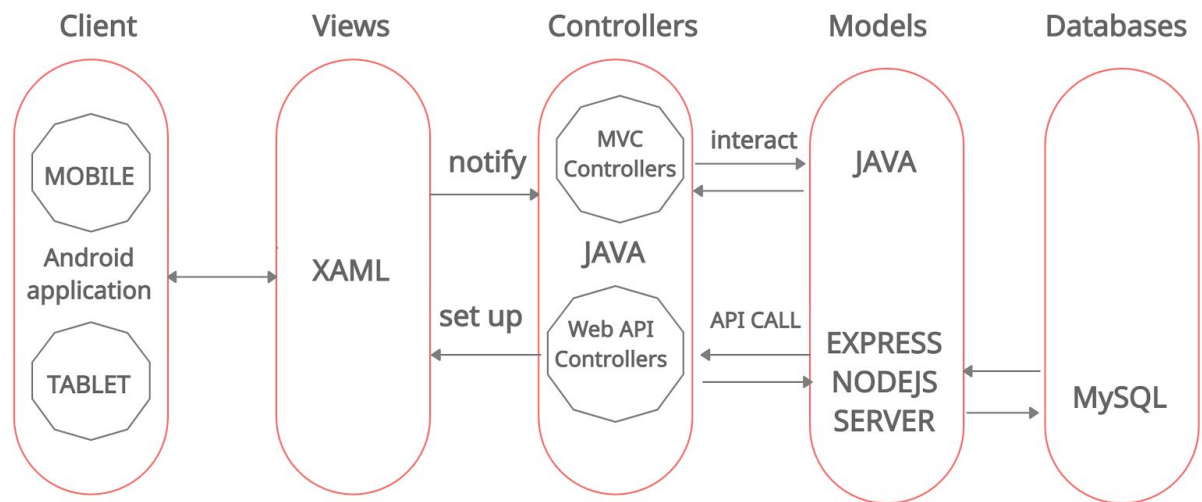 Client
Views
Controllers
Models
Databases
MOBILE
Android
application
TABLET
XAML
notify
set up
MVC
Controllers
JAVA
Web API
Controllers
interact
API CALL
JAVA
EXPRESS
NODEJS
SERVER
MySQL